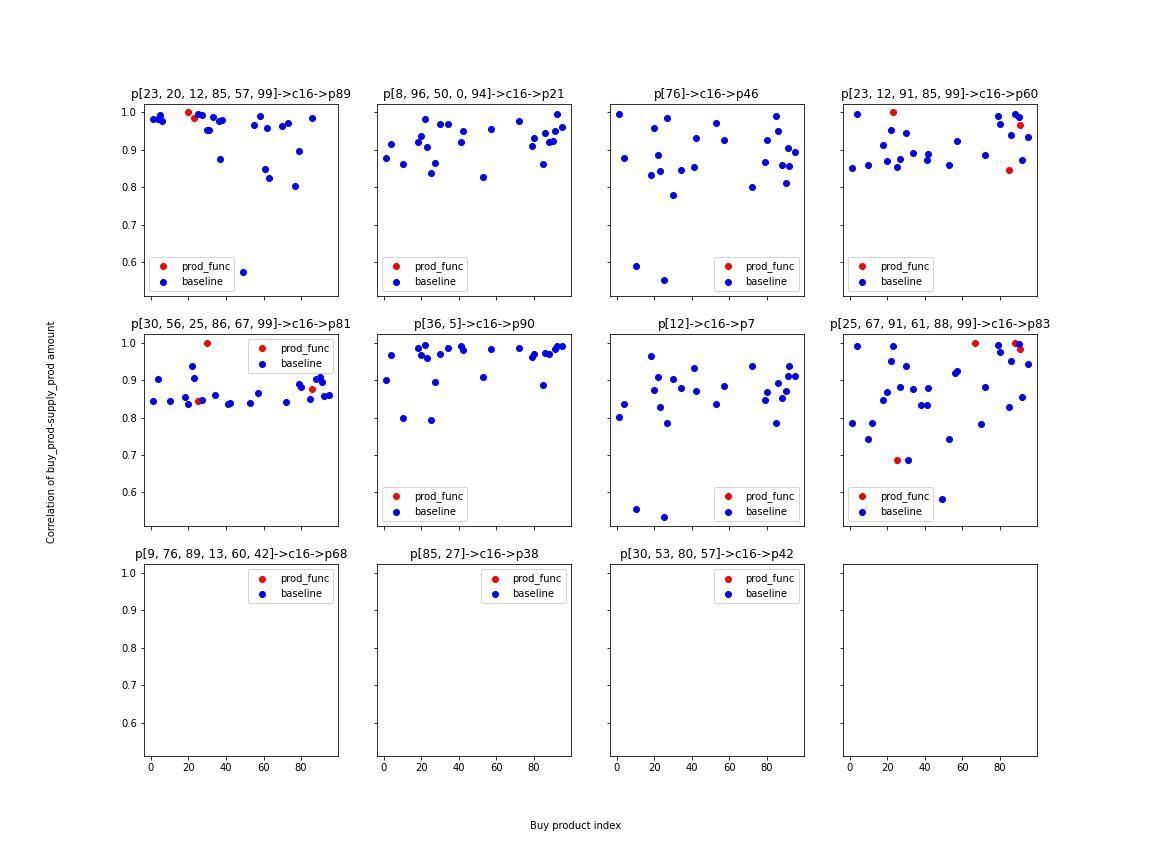 p[23, 20, 12, 85, 57, 99]->c16->p89
p[8, 96, 50, 0, 94]->c16->p21
p[76]->c16->p46
p[23, 12, 91, 85, 99]->c16->p60
1.0
0.9
0.8
0.7
0.6
prod_func
baseline
prod_func
baseline
prod_func
baseline
prod_func
baseline
p[30, 56, 25, 86, 67, 99]->c16->p81
p[36, 5]->c16->p90
p[12]->c16->p7
p[25, 67, 91, 61, 88, 99]->c16->p83
1.0
0.9
0.8
0.7
0.6
prod_func
baseline
prod_func
baseline
prod_func
baseline
prod_func
baseline
Correlation of buy_prod-supply_prod amount
p[9, 76, 89, 13, 60, 42]->c16->p68
p[85, 27]->c16->p38
p[30, 53, 80, 57]->c16->p42
1.0
0.9
0.8
0.7
0.6
prod_func
baseline
prod_func
baseline
prod_func
baseline
0 20 40 60 80
0 20 40 60 80
0 20 40 60 80
0 20 40 60 80
Buy product index